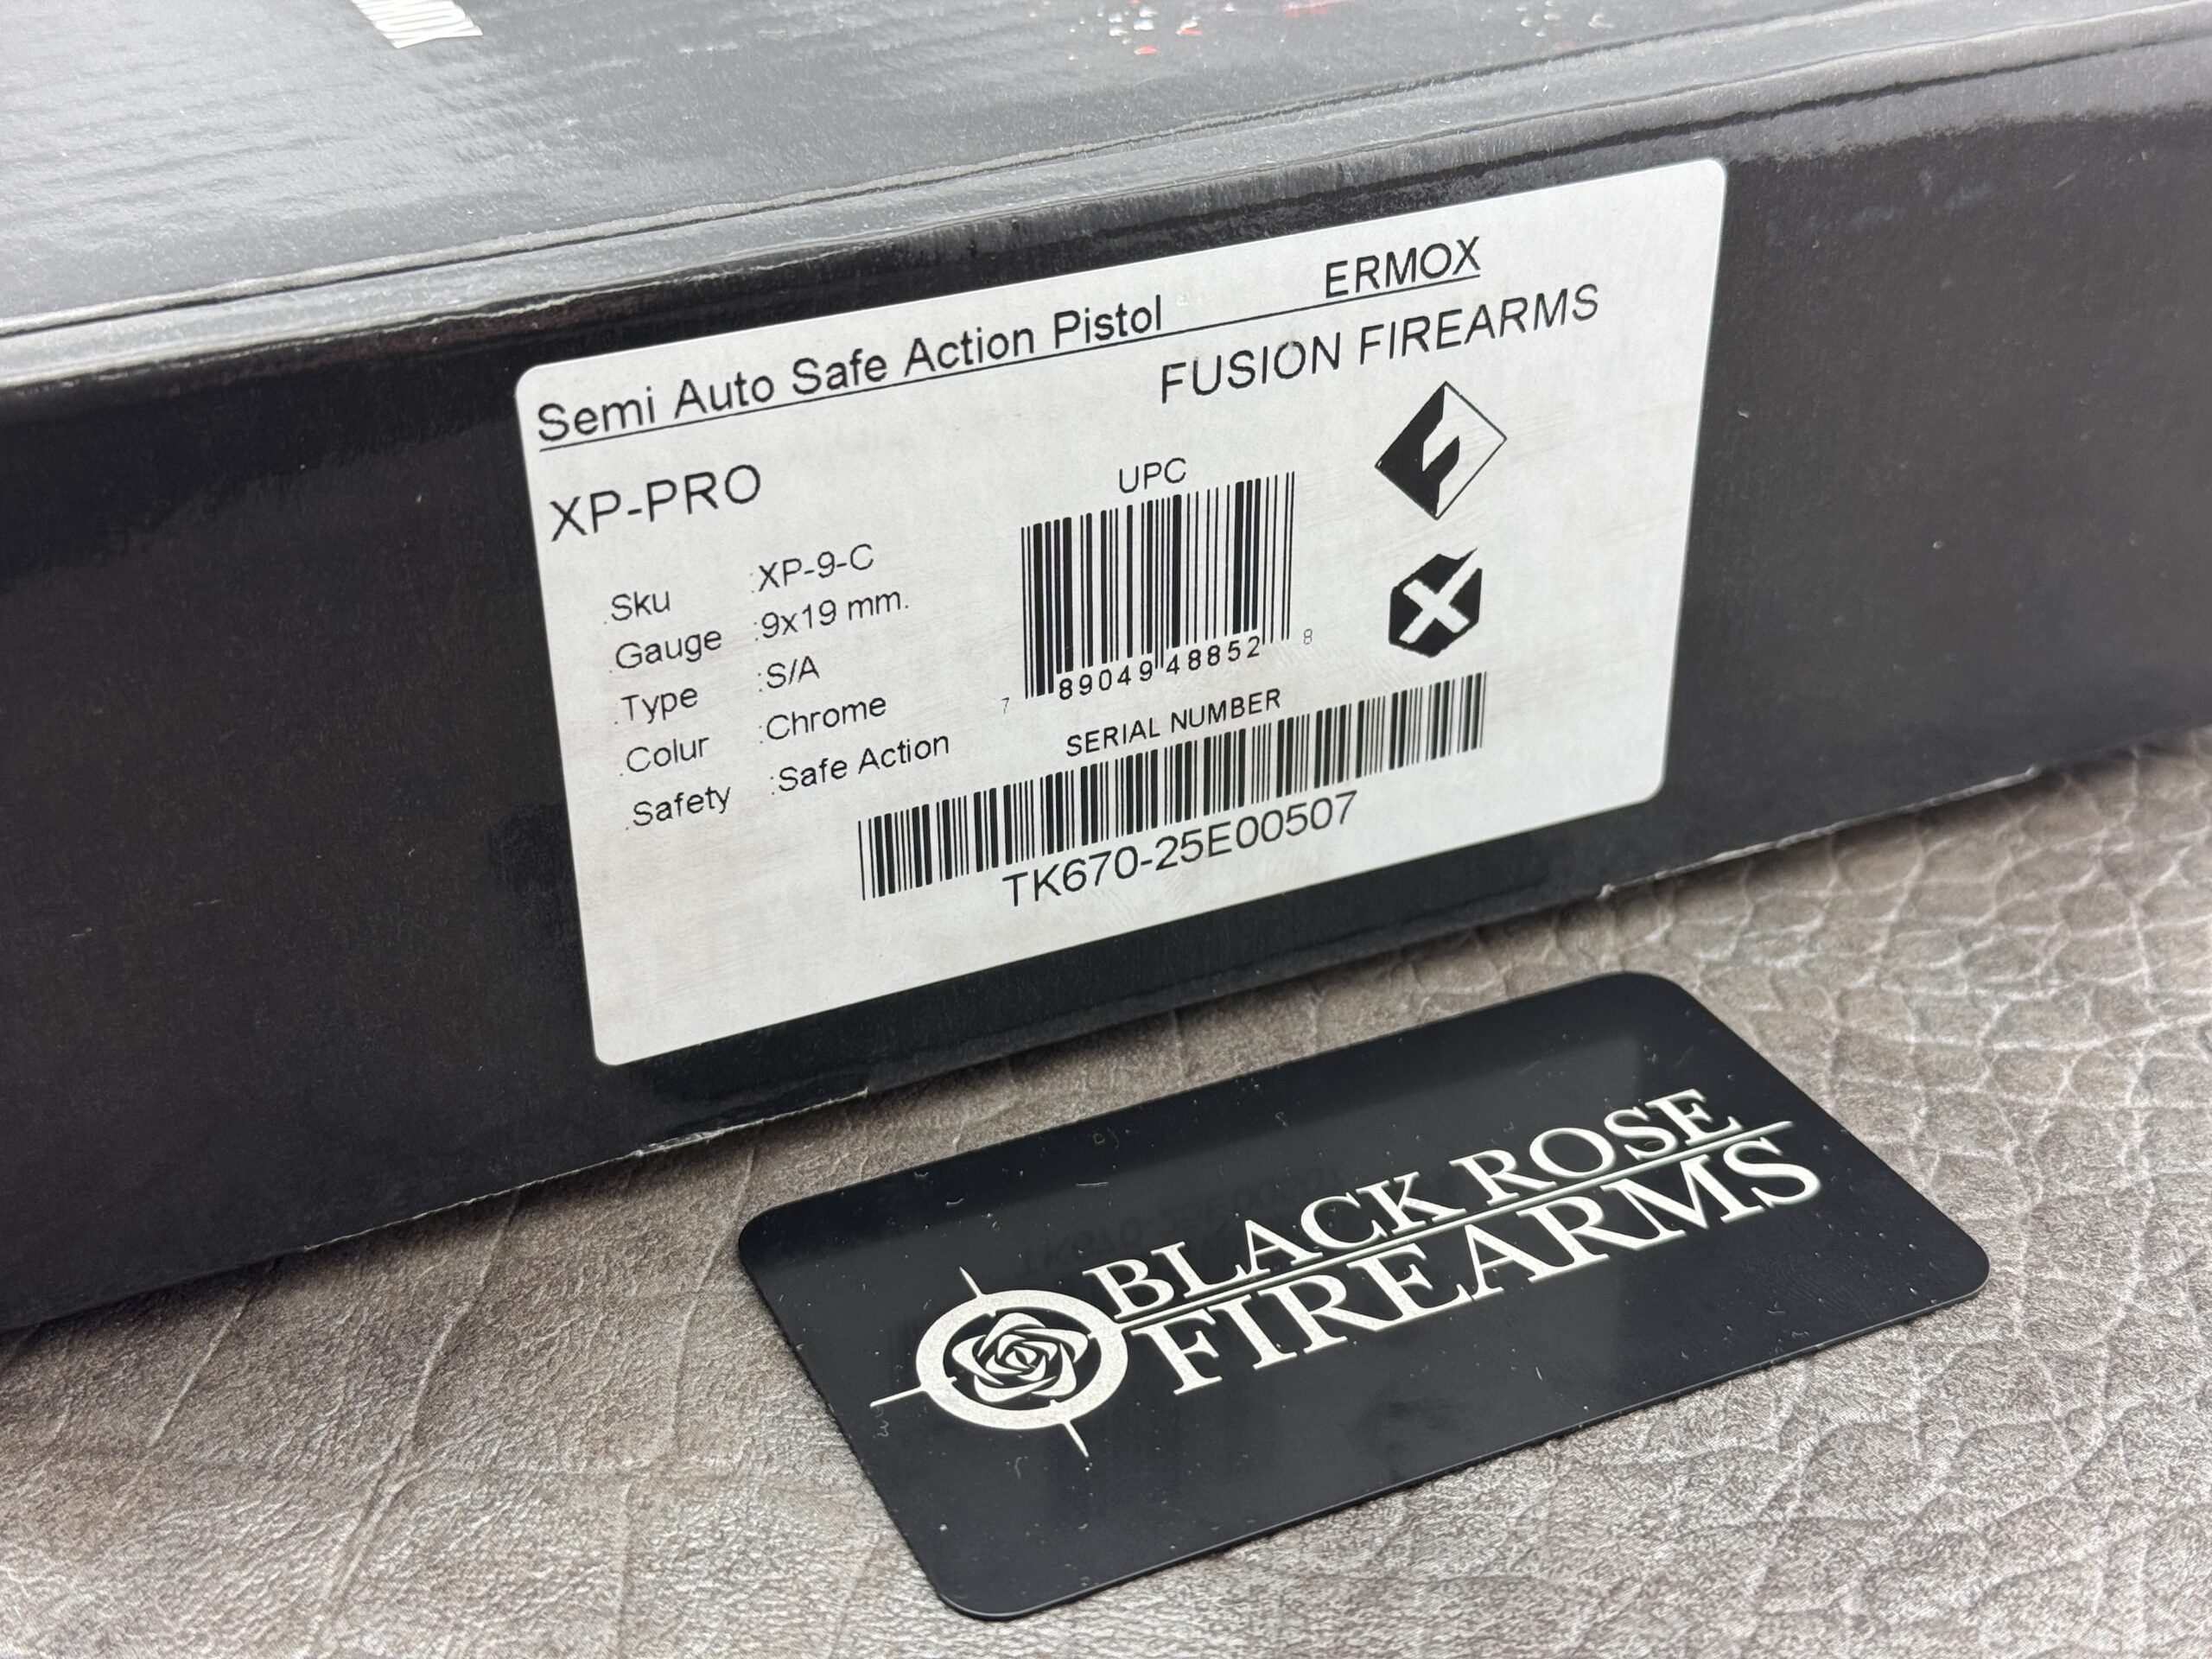 MOX
Semi Auto Safe Action Pistol ERMOX
FUSION FIREARMS
XP-PRO
UPC
Sku :XP-9-C
Gauge :9x19 mm.
Type :S/A
Colur :Chrome
Safety :Safe Action
7 89049 48852 8
SERIAL NUMBER
TK670-25E00507
BLACK ROSE
FIREARMS